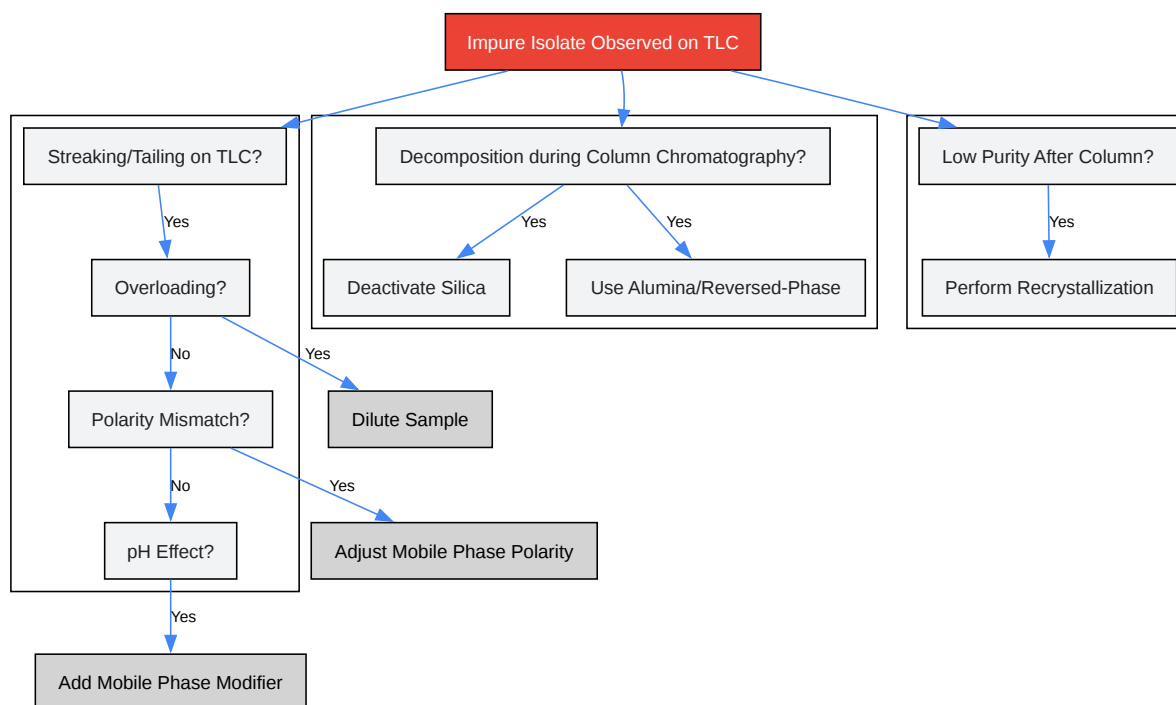 Impure Isolate Observed on TLC
Streaking/Tailing on TLC?
Decomposition during Column Chromatography?
Low Purity After Column?
Yes
Yes
Yes
Yes
Overloading?
Deactivate Silica
Use Alumina/Reversed-Phase
Perform Recrystallization
No
Yes
Polarity Mismatch?
Dilute Sample
No
Yes
pH Effect?
Adjust Mobile Phase Polarity
Yes
Add Mobile Phase Modifier